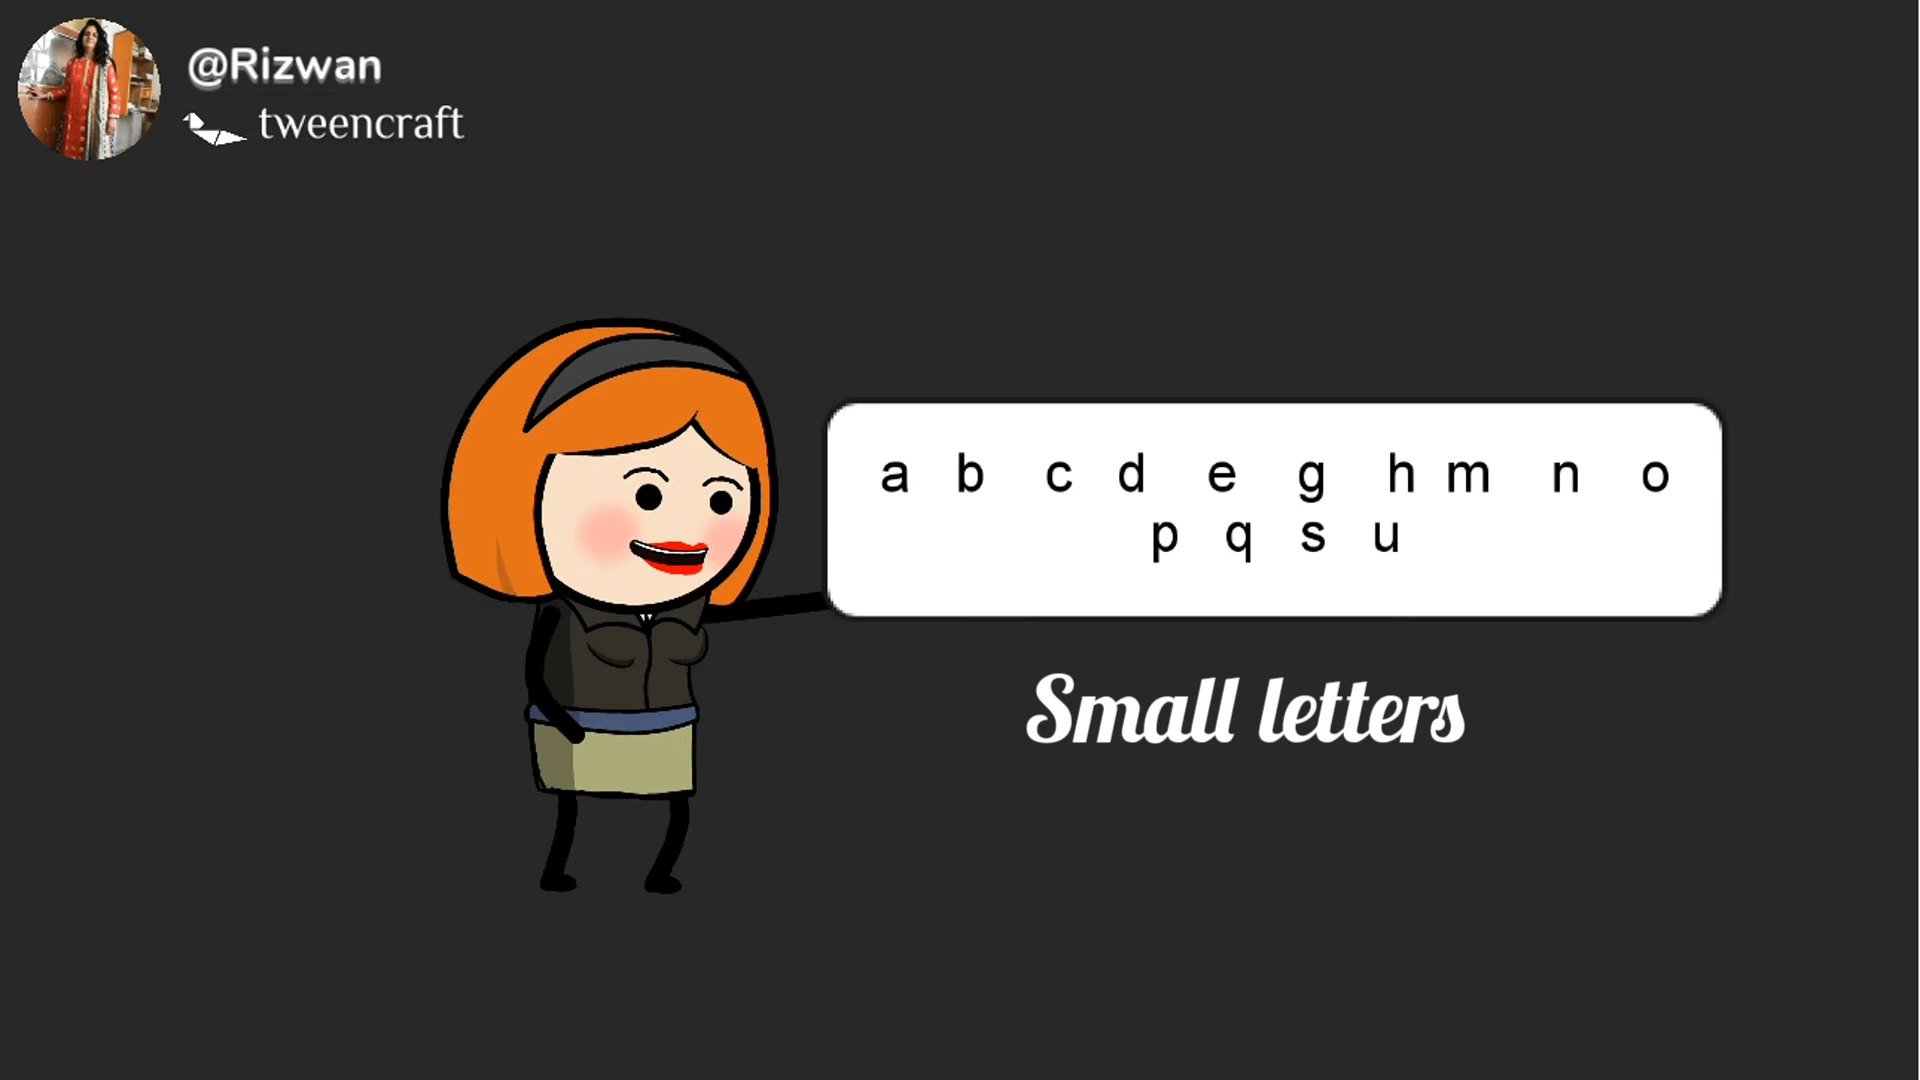 @Rizwan
tweencraft
a b c d e g h m n o
p q s u
Small letters